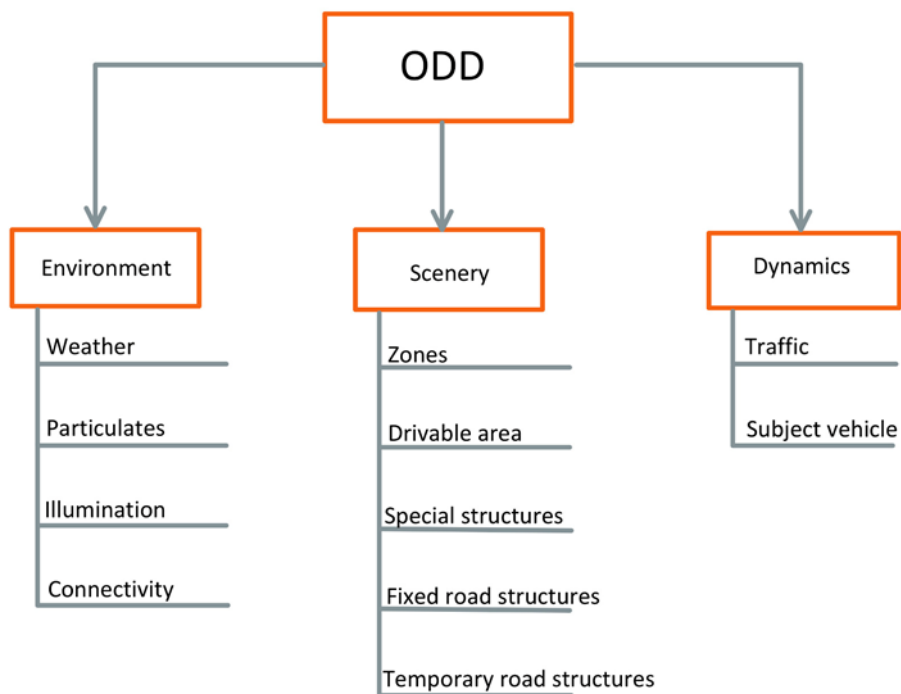 ODD
Environment
Weather
Particulates
Illumination
Connectivity
Scenery
Zones
Drivable area
Special structures
Fixed road structures
Temporary road structures
Dynamics
Traffic
Subject vehicle